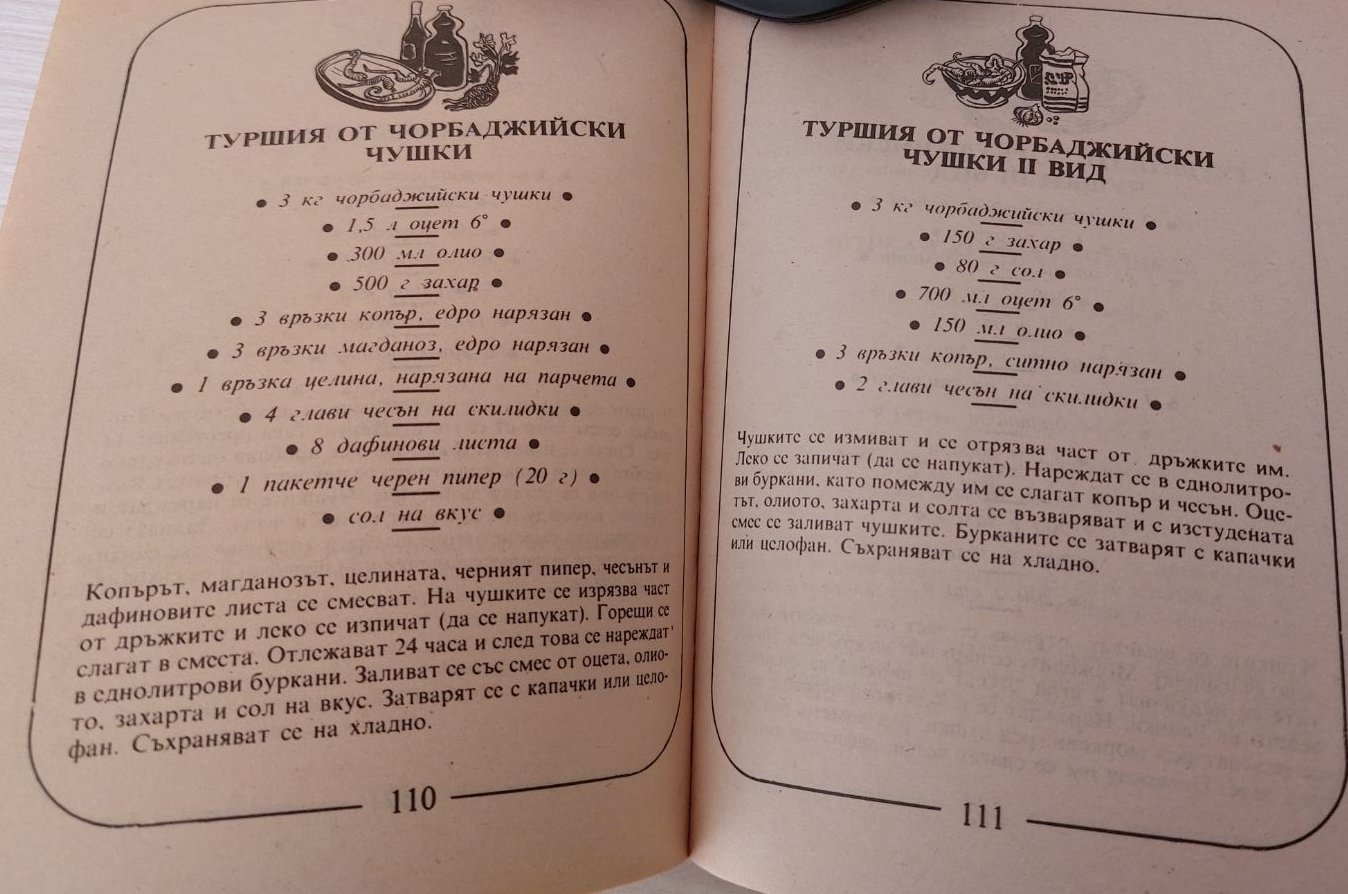 ТУРШИЯ ОТ ЧОРБАДЖИЙСКИ
ЧУШКИ
• 3 кг чорбаджийски чушки •
• 1,5 л оцет 6° •
• 300 мл олио •
• 500 г захар •
• 3 връзки копър, едро нарязан •
• 3 връзки магданоз, едро нарязан •
• 1 връзка целина, нарязана на парчета •
• 4 глави чесън на скилидки •
• 8 дафинови листа •
• 1 пакетче черен пипер (20 г) •
• сол на вкус •
Копърът, магданозът, целината, черният пипер, чесънът и
дафиновите листа се смесват. На чушките се изрязва част
от дръжките и леко се изпичат (да се напукат). Горещи се
слагат в сместа. Отлежават 24 часа и след това се нареждат
в еднолитрови буркани. Заливат се със смес от оцета, олио-
то, захарта и сол на вкус. Затварят се с капачки или цело-
фан. Съхраняват се на хладно.
110
ТУРШИЯ ОТ ЧОРБАДЖИЙСКИ
ЧУШКИ II ВИД
• 3 кг чорбаджийски чушки •
• 150 г захар •
• 80 г сол •
• 700 мл оцет 6° •
• 150 мл олио •
• 3 връзки копър, ситно нарязан •
• 2 глави чесън на скилидки •
Чушките се измиват и се отрязва част от дръжките им.
Леко се запичат (да се напукат). Нареждат се в еднолитро-
ви буркани, като помежду им се слагат копър и чесън. Оце-
тът, олиото, захарта и солта се възваряват и с изстудената
смес се заливат чушките. Бурканите се затварят с капачки
или целофан. Съхраняват се на хладно.
111